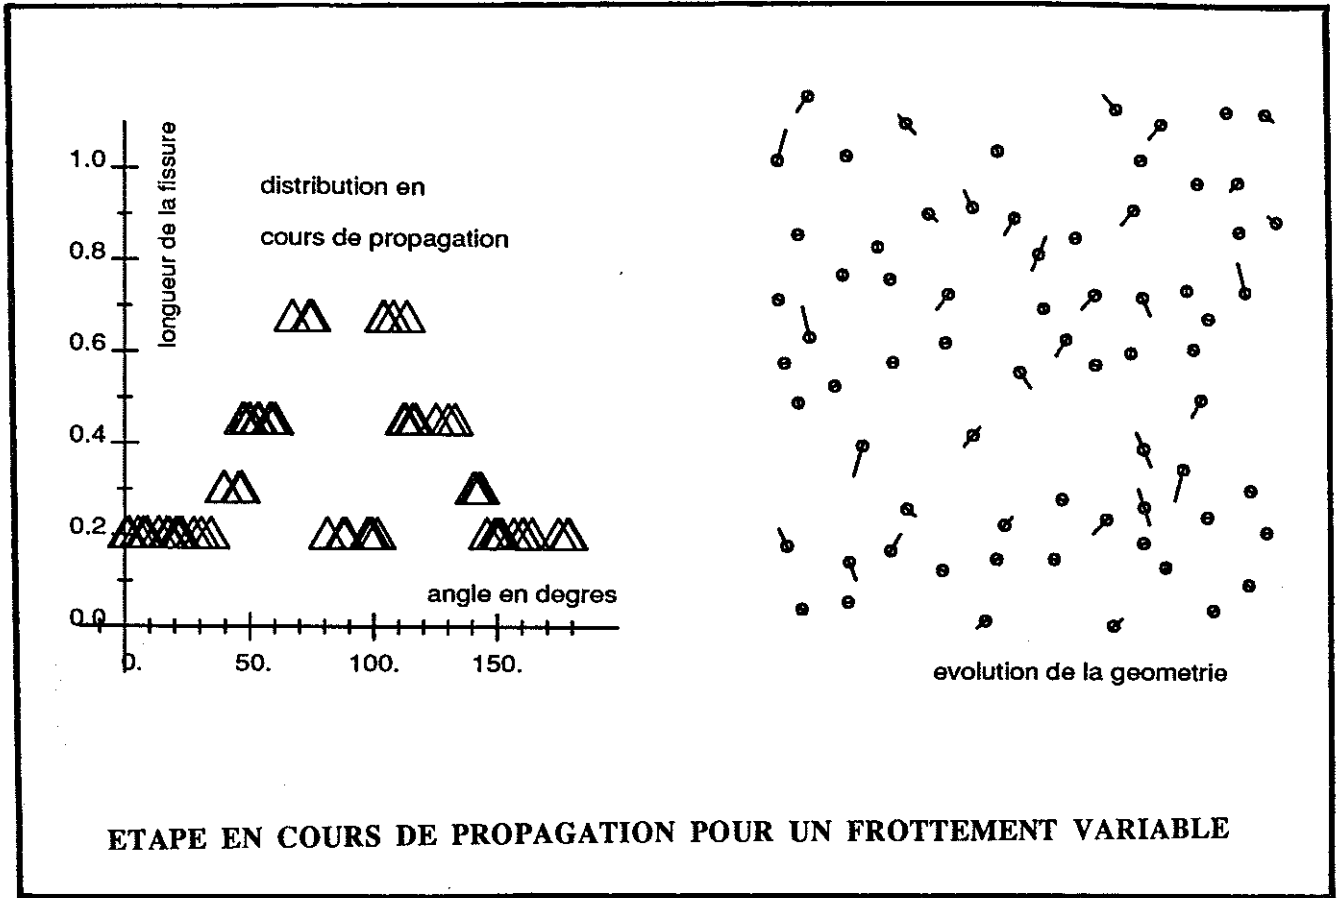 longueur de la fissure
1.0
0.8
0.6
0.4
0.2
0.0
0.
50.
100.
150.
distribution en
cours de propagation
angle en degres
evolution de la geometrie
ETAPE EN COURS DE PROPAGATION POUR UN FROTTEMENT VARIABLE